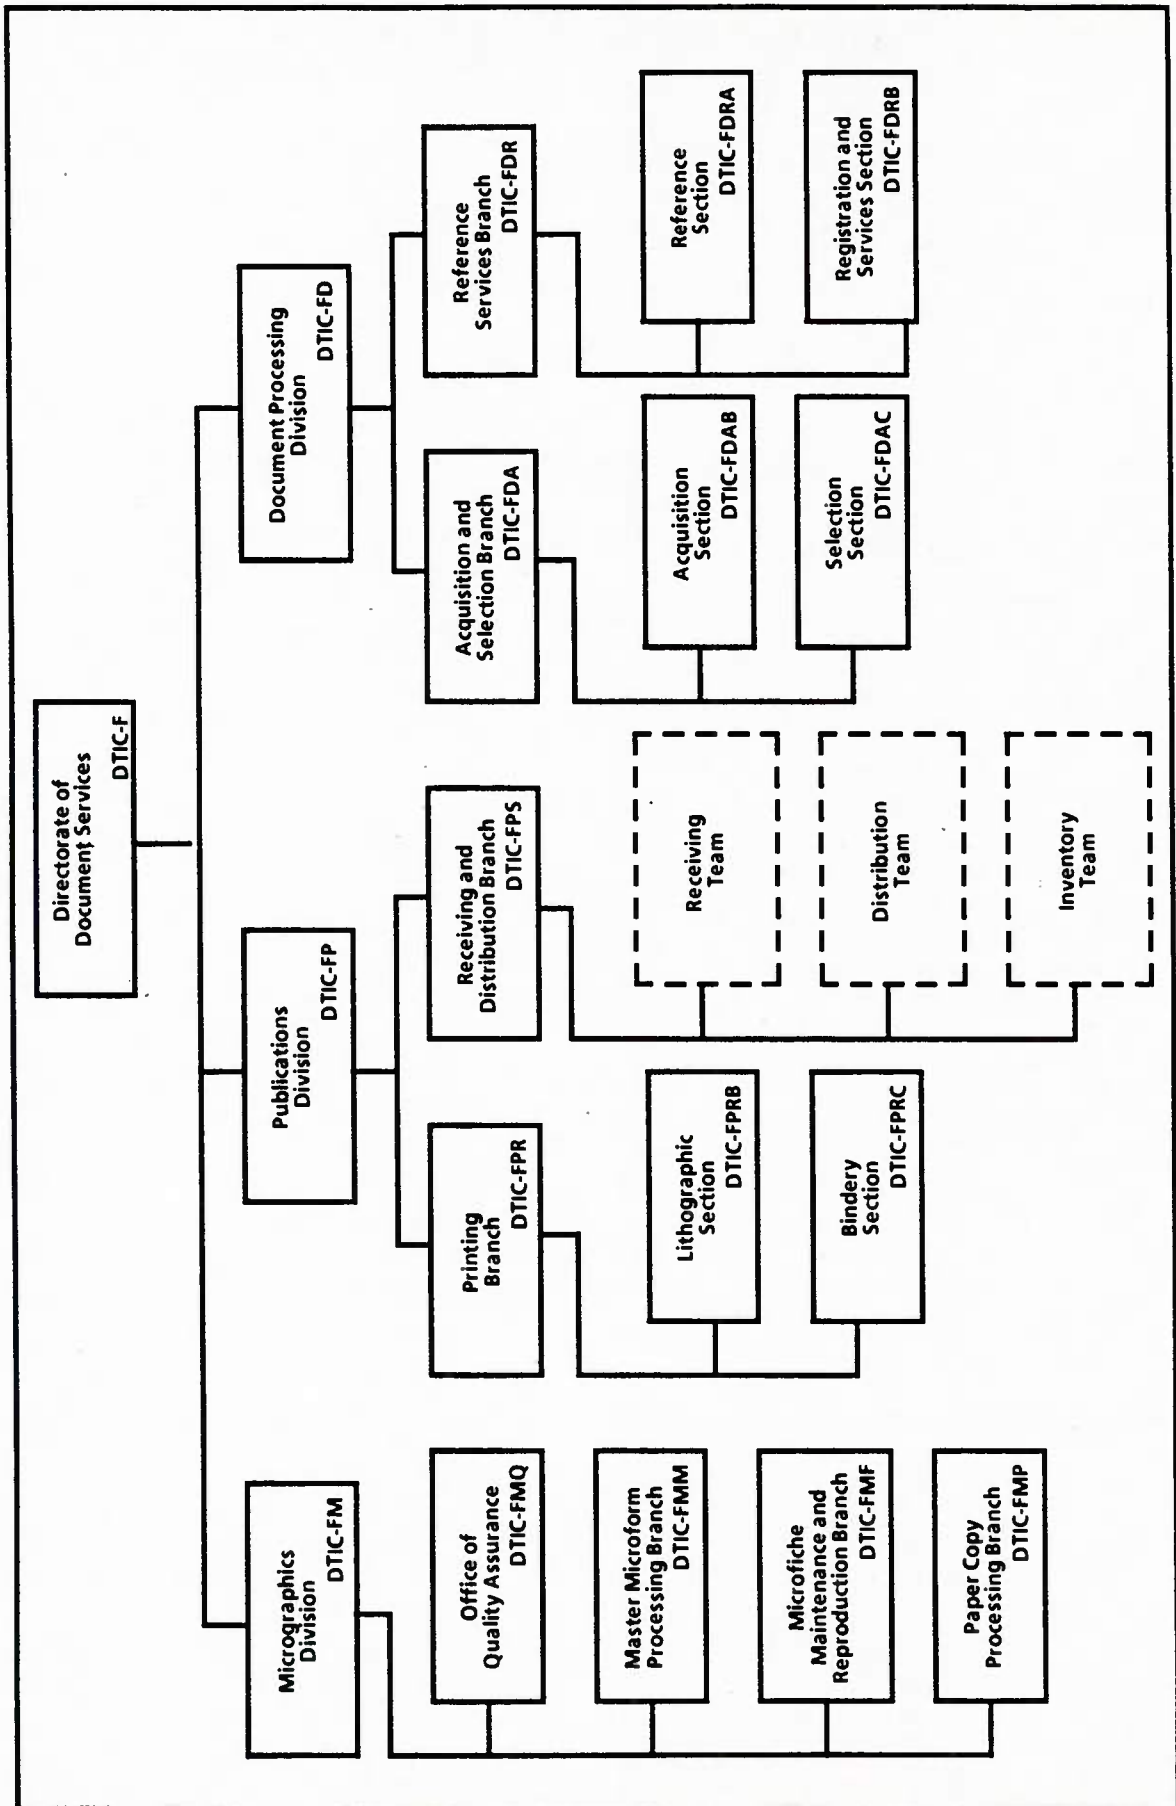 Directorate of
Document Services
DTIC-F
Micrographics
Division
DTIC-FM
Office of
Quality Assurance
DTIC-FMQ
Master Microform
Processing Branch
DTIC-FMM
Microfiche
Maintenance and
Reproduction Branch
DTIC-FMF
Paper Copy
Processing Branch
DTIC-FMP
Publications
Division
DTIC-FP
Printing
Branch
DTIC-FPR
Lithographic
Section
DTIC-FPRB
Bindery
Section
DTIC-FPRC
Receiving and
Distribution Branch
DTIC-FPS
Receiving
Team
Distribution
Team
Inventory
Team
Document Processing
Division
DTIC-FD
Acquisition and
Selection Branch
DTIC-FDA
Acquisition
Section
DTIC-FDAB
Selection
Section
DTIC-FDAC
Reference
Services Branch
DTIC-FDR
Reference
Section
DTIC-FDRA
Registration and
Services Section
DTIC-FDRB